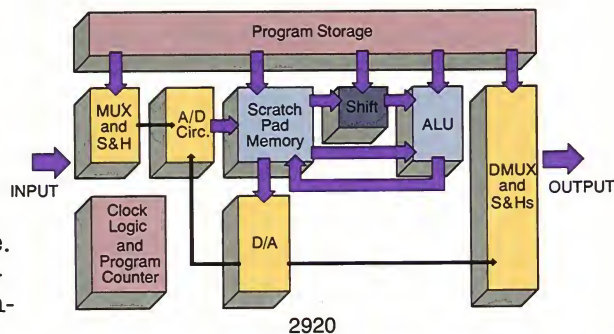 Program Storage
MUX
and
S&H
A/D
Circ.
Scratch
Pad
Memory
Shift
ALU
DMUX
and
S&Hs
INPUT
OUTPUT
Clock
Logic
and
Program
Counter
D/A
e.
-
n-
2920